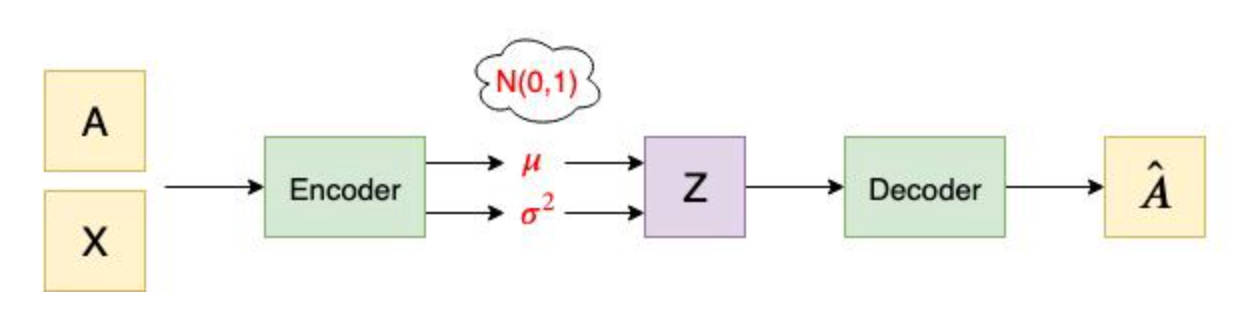 A
X
Encoder
N(0,1)
μ
σ²
Z
Decoder
Â